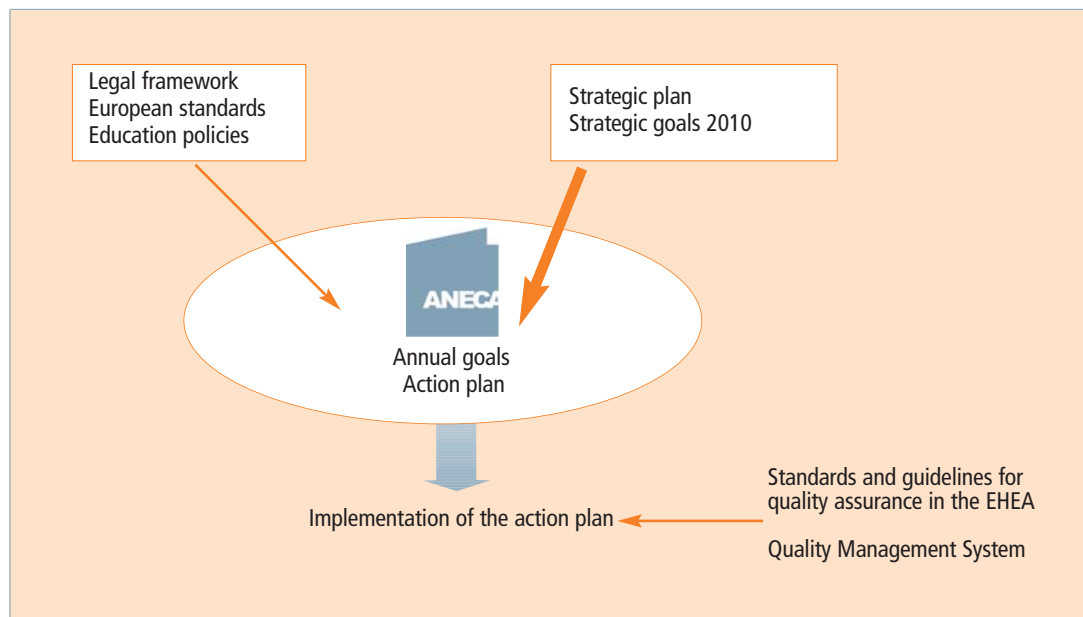 Legal framework
European standards
Education policies
Strategic plan
Strategic goals 2010
ANECA
Annual goals
Action plan
Implementation of the action plan
Standards and guidelines for
quality assurance in the EHEA
Quality Management System